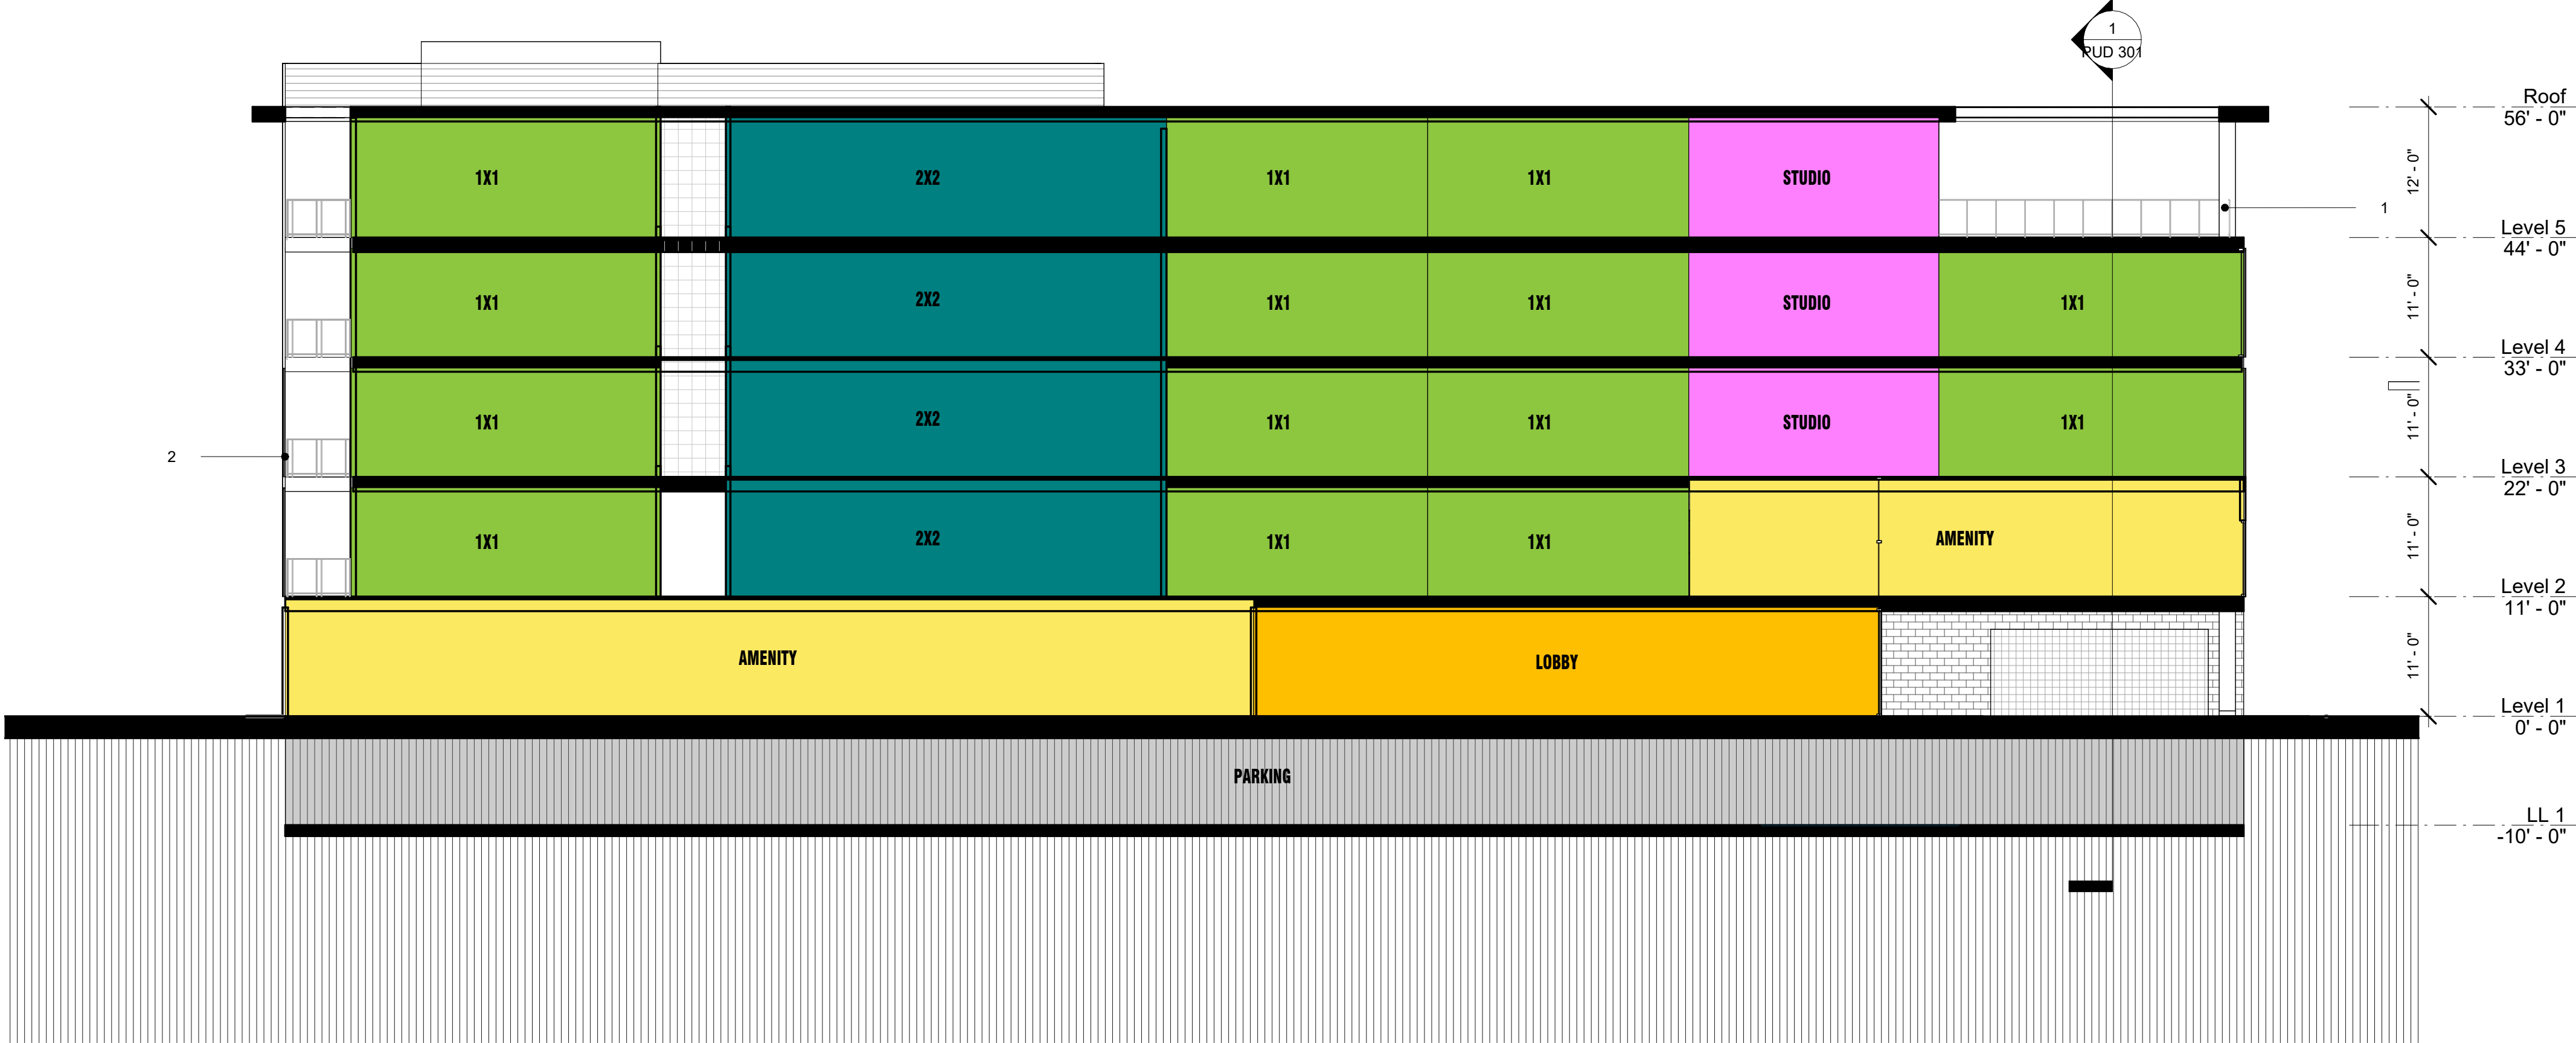 1
PUD 301
Roof
56' - 0"
12' - 0"
1X1
2X2
1X1
1X1
STUDIO
1
Level 5
44' - 0"
11' - 0"
1X1
2X2
1X1
1X1
STUDIO
1X1
Level 4
33' - 0"
11' - 0"
1X1
2X2
1X1
1X1
STUDIO
1X1
2
Level 3
22' - 0"
11' - 0"
1X1
2X2
1X1
1X1
AMENITY
Level 2
11' - 0"
11' - 0"
AMENITY
LOBBY
Level 1
0' - 0"
PARKING
LL 1
-10' - 0"